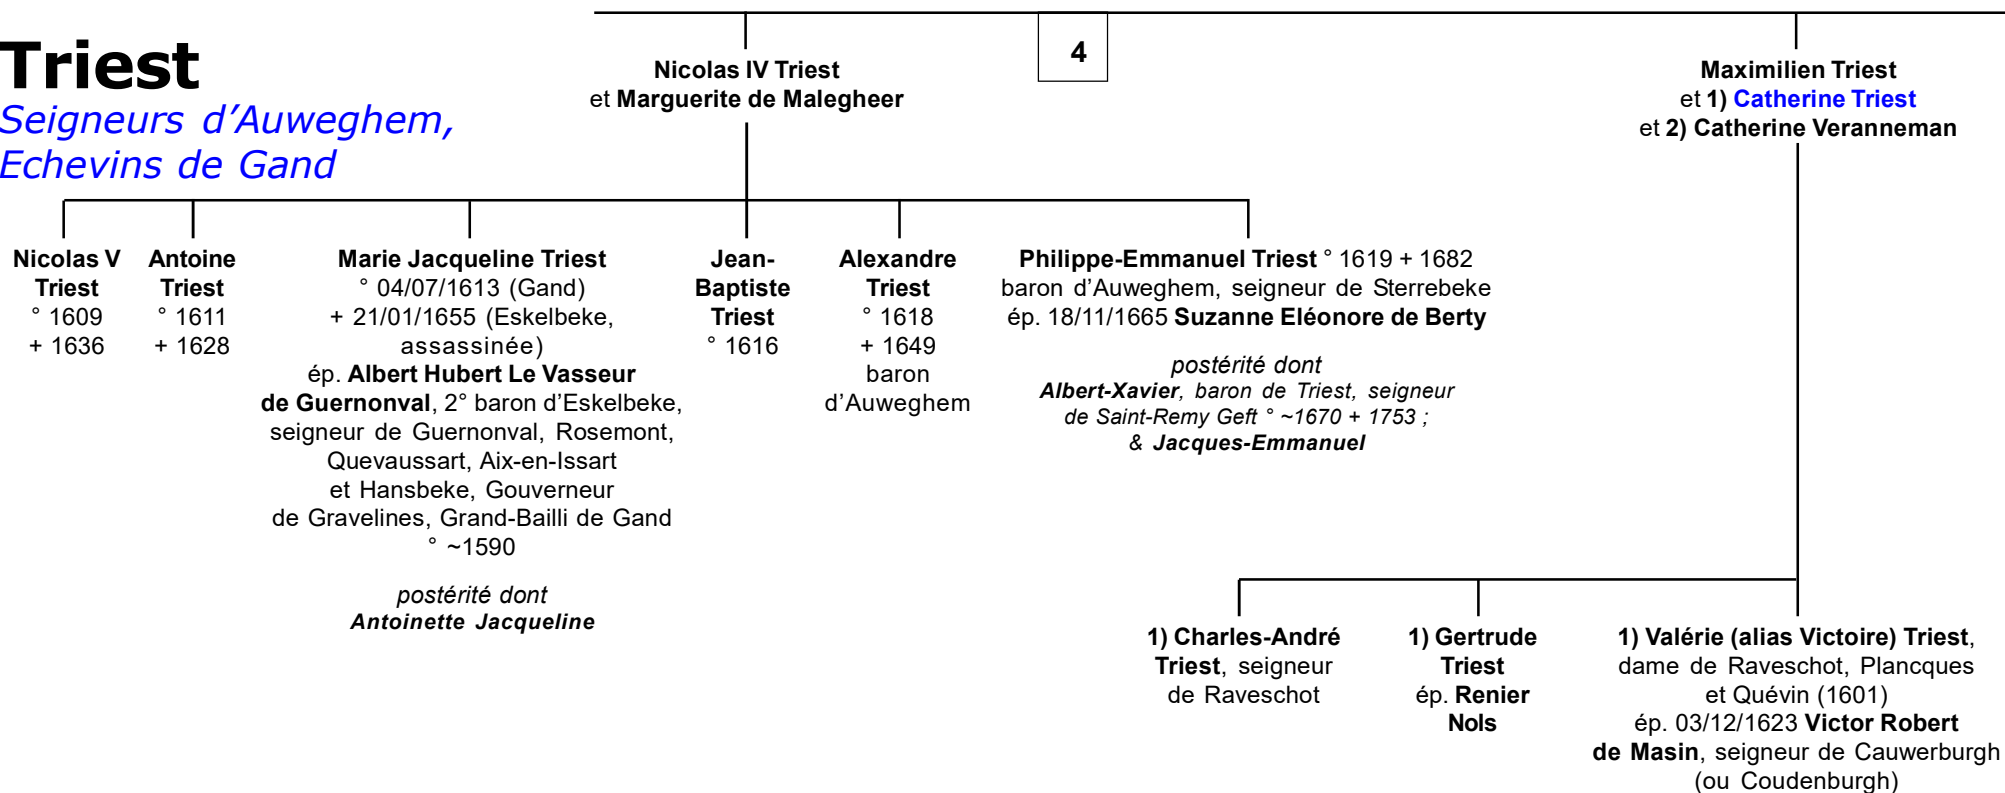 Triest
Seigneurs d’Auweghem,
Echevins de Gand
4
Nicolas IV Triest
et Marguerite de Malegheer
Maximilien Triest
et 1) Catherine Triest
et 2) Catherine Veranneman
Nicolas V
Triest
° 1609
+ 1636
Antoine
Triest
° 1611
+ 1628
Marie Jacqueline Triest
° 04/07/1613 (Gand)
+ 21/01/1655 (Eskelbeke,
assassinée)
ép. Albert Hubert Le Vasseur
de Guernonval, 2° baron d’Eskelbeke,
seigneur de Guernonval, Rosemont,
Quevaussart, Aix-en-Issart
et Hansbeke, Gouverneur
de Gravelines, Grand-Bailli de Gand
° ~1590
postérité dont
Antoinette Jacqueline
Jean-
Baptiste
Triest
° 1616
Alexandre
Triest
° 1618
+ 1649
baron
d’Auweghem
Philippe-Emmanuel Triest ° 1619 + 1682
baron d’Auweghem, seigneur de Sterrebeke
ép. 18/11/1665 Suzanne Eléonore de Berty
postérité dont
Albert-Xavier, baron de Triest, seigneur
de Saint-Remy Geft ° ~1670 + 1753 ;
& Jacques-Emmanuel
1) Charles-André
Triest, seigneur
de Raveschot
1) Gertrude
Triest
ép. Renier
Nols
1) Valérie (alias Victoire) Triest,
dame de Raveschot, Plancques
et Quévin (1601)
ép. 03/12/1623 Victor Robert
de Masin, seigneur de Cauwerburgh
(ou Coudenburgh)